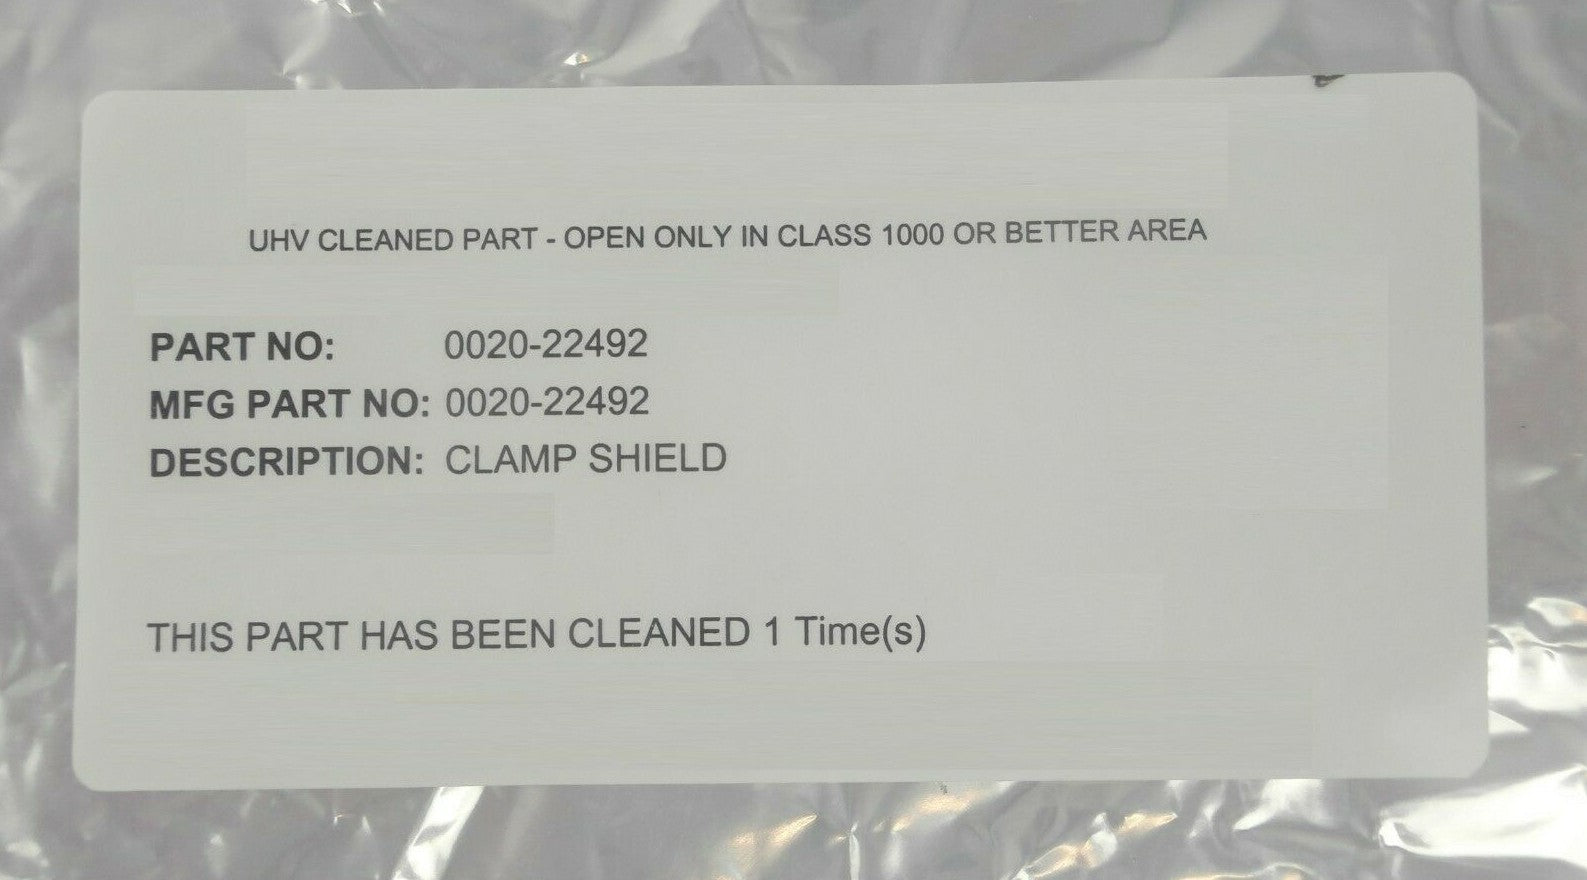 UHV CLEANED PART - OPEN ONLY IN CLASS 1000 OR BETTER AREA
PART NO: 0020-22492
MFG PART NO: 0020-22492
DESCRIPTION: CLAMP SHIELD
THIS PART HAS BEEN CLEANED 1 Time(s)